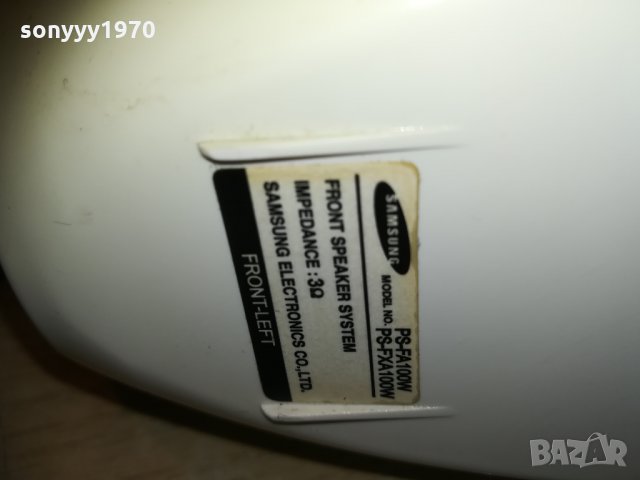 sonyyy1970
SAMSUNG
MODEL NO. PS-FA100W
PS-FXA100W
FRONT SPEAKER SYSTEM
IMPEDANCE : 3Ω
SAMSUNG ELECTRONICS CO.,LTD.
FRONT-LEFT
BAZAR